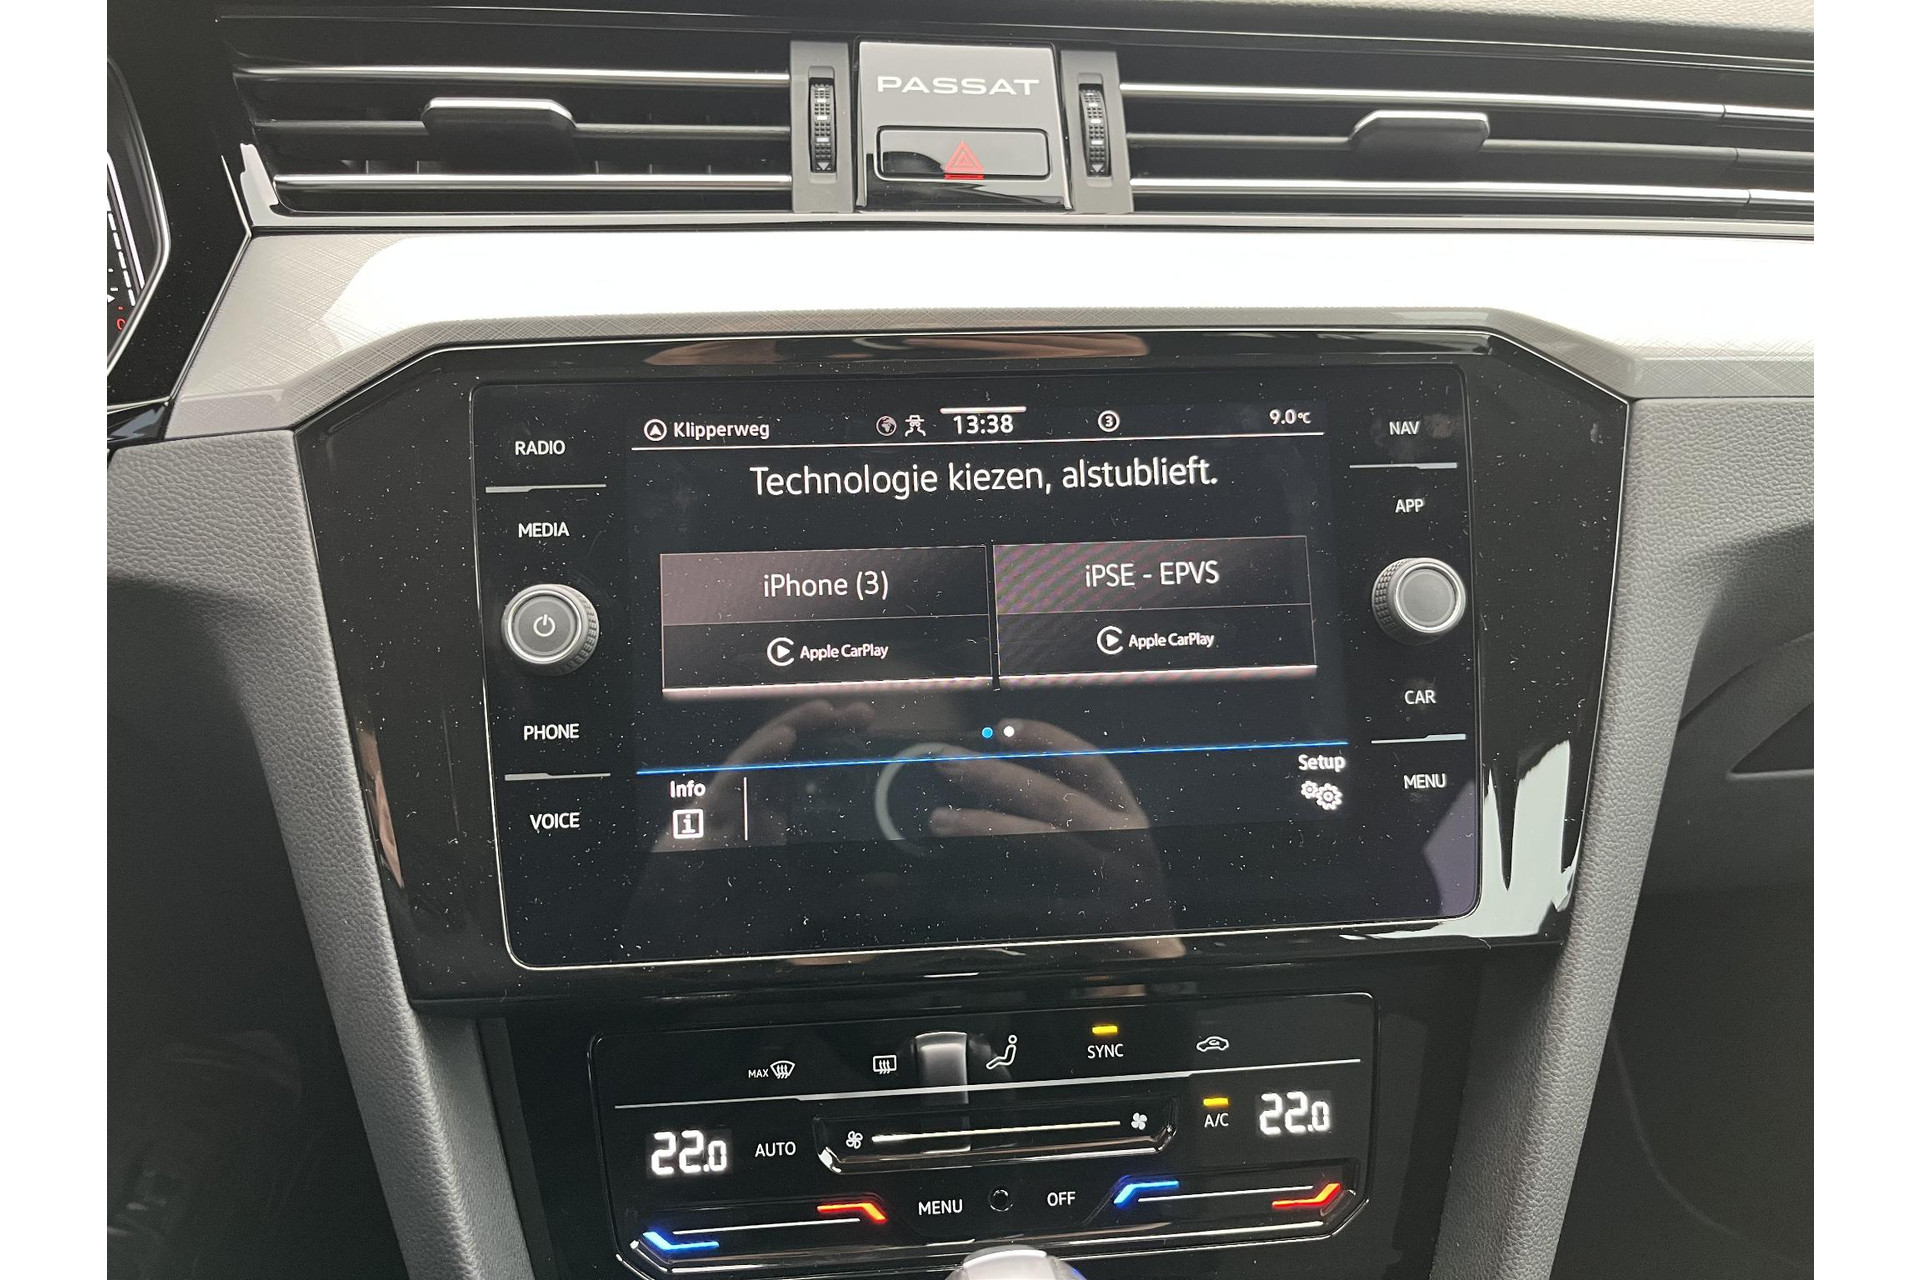 PASSAT
RADIO
MEDIA
PHONE
VOICE
Klipperweg 13:38 3 9.0°C
Technologie kiezen, alstublieft.
iPhone (3)
Apple CarPlay
iPSE - EPVS
Apple CarPlay
Info
Setup
NAV
APP
CAR
MENU
MAX
SYNC
22.0 AUTO
A/C 22.0
MENU OFF